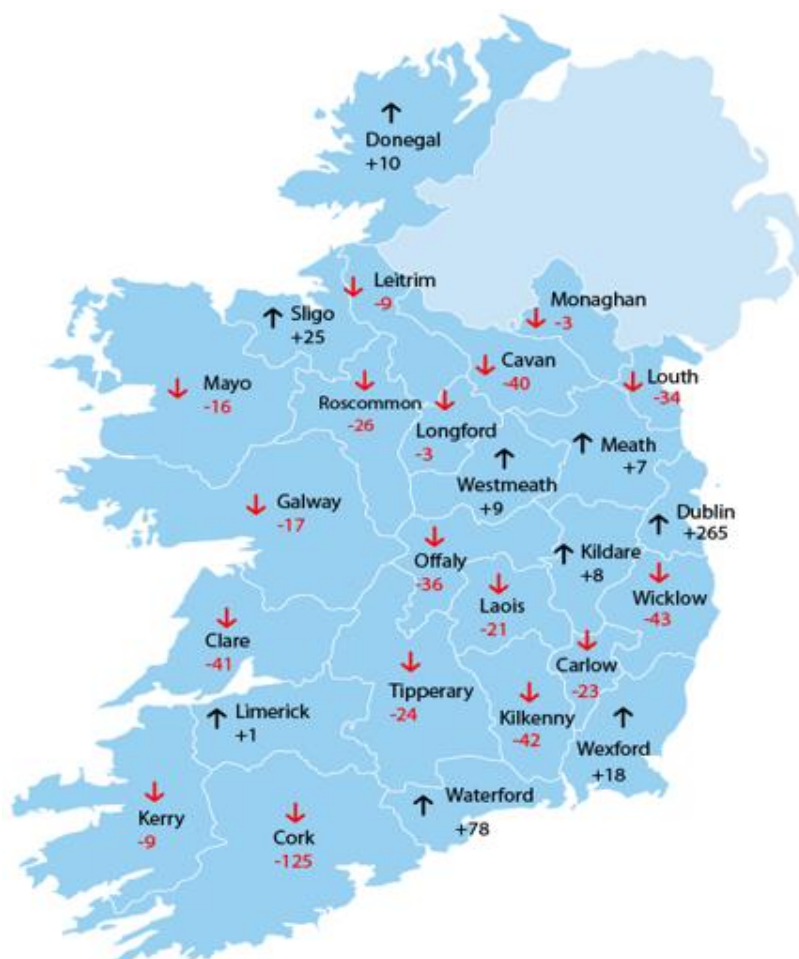 ↑
Donegal
+10
↓ Leitrim
-9
↑ Sligo
+25
↓ Monaghan
-3
↓ Cavan
-40
↓ Louth
-34
↓ Mayo
-16
↓
Roscommon
-26
↓
Longford
-3
↑ Meath
+7
↑
Westmeath
+9
↓ Galway
-17
↑ Dublin
+265
↓
Offaly
-36
↑ Kildare
+8
↓
Laois
-21
↓
Wicklow
-43
↓
Clare
-41
↓
Carlow
-23
↓
Tipperary
-24
↑ Limerick
+1
↓
Kilkenny
-42
↑
Wexford
+18
↓
Kerry
-9
↓
Cork
-125
↑ Waterford
+78